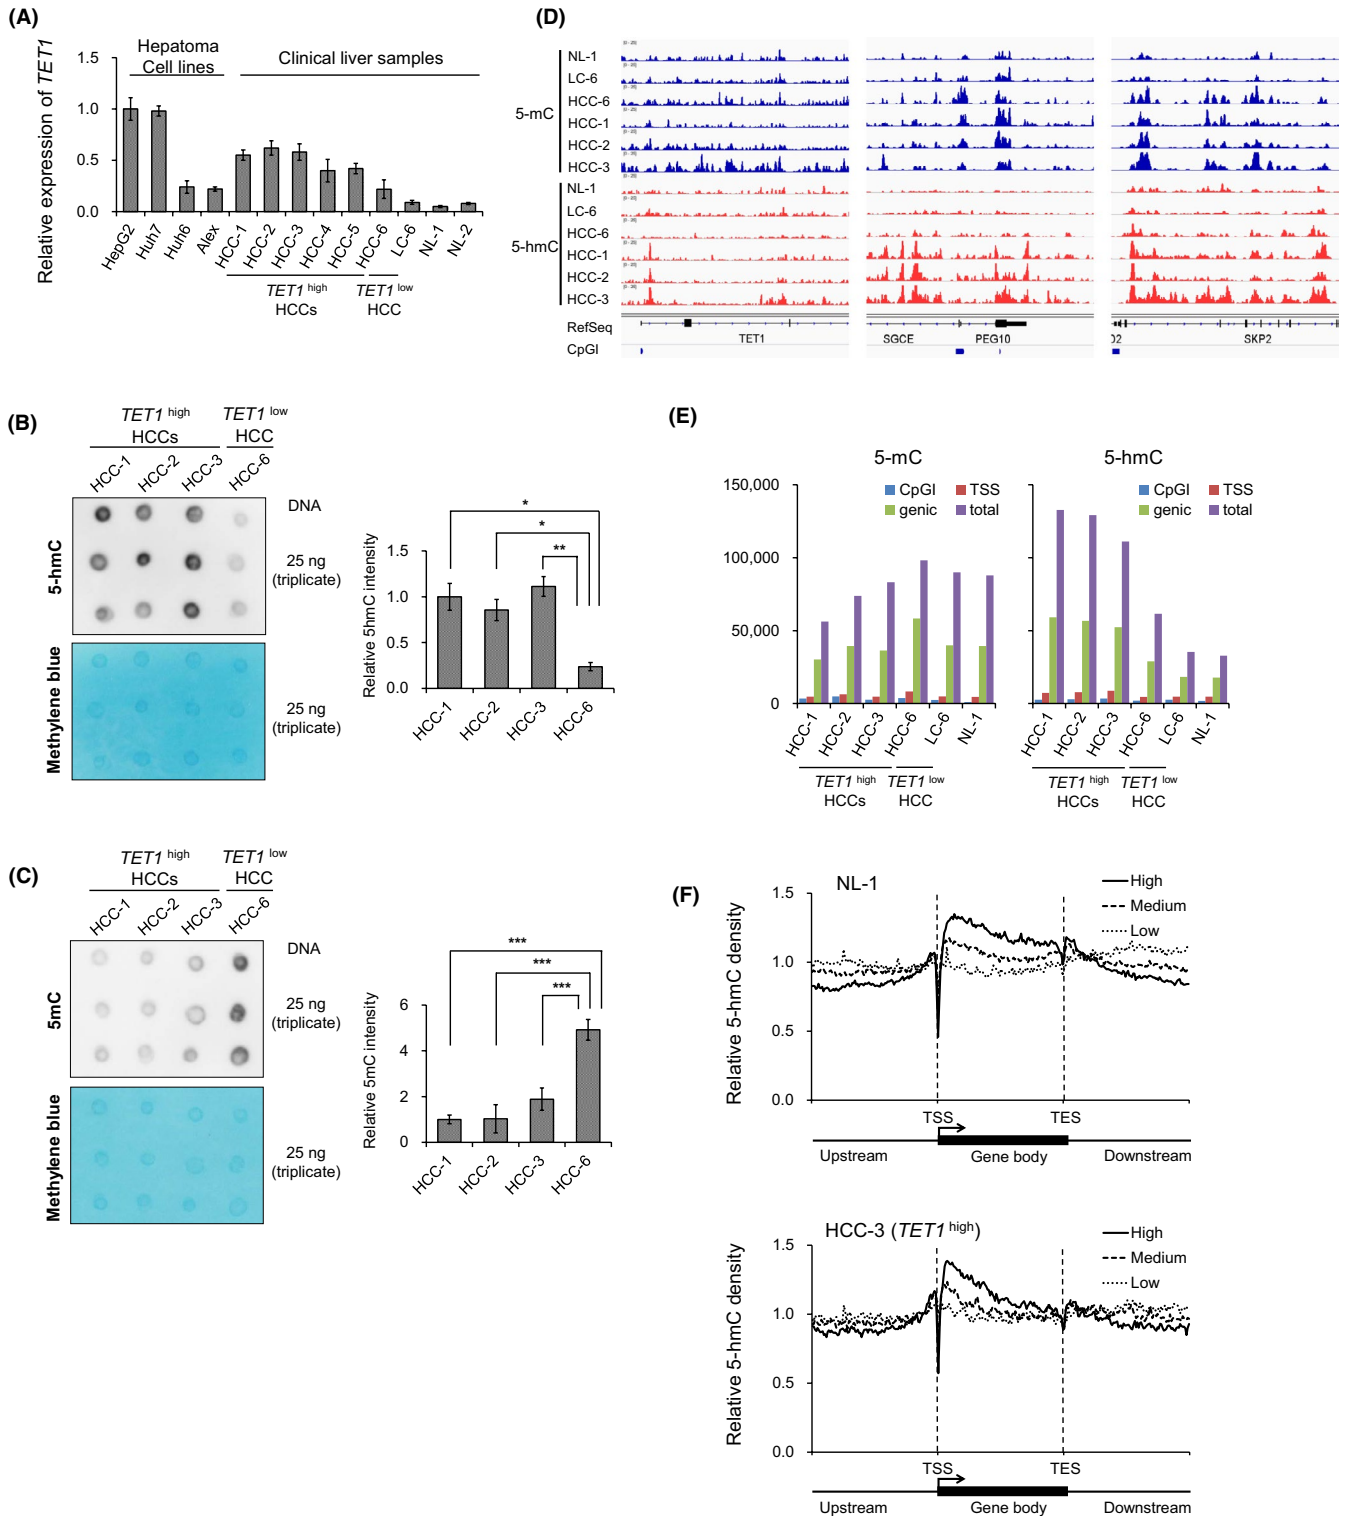 (A)
Relative expression of TET1
Hepatoma
Cell lines
Clinical liver samples
1.5
1.0
0.5
0.0
HepG2
Huh7
Huh6
Alex
HCC-1
HCC-2
HCC-3
HCC-4
HCC-5
HCC-6
LC-6
NL-1
NL-2
TET1 high
HCCs
TET1 low
HCC
(D)
5-mC
NL-1
LC-6
HCC-6
HCC-1
HCC-2
HCC-3
5-hmC
NL-1
LC-6
HCC-6
HCC-1
HCC-2
HCC-3
RefSeq
CpGI
TET1
SGCE
PEG10
D2
SKP2
(B)
TET1 high
HCCs
TET1 low
HCC
HCC-1
HCC-2
HCC-3
HCC-6
5-hmC
DNA
25 ng
(triplicate)
Methylene blue
25 ng
(triplicate)
Relative 5hmC intensity
1.5
1.0
0.5
0.0
*
*
**
HCC-1
HCC-2
HCC-3
HCC-6
(E)
5-mC
150,000
100,000
50,000
0
CpGI
TSS
genic
total
HCC-1
HCC-2
HCC-3
HCC-6
LC-6
NL-1
TET1 high
HCCs
TET1 low
HCC
5-hmC
CpGI
TSS
genic
total
HCC-1
HCC-2
HCC-3
HCC-6
LC-6
NL-1
TET1 high
HCCs
TET1 low
HCC
(C)
TET1 high
HCCs
TET1 low
HCC
HCC-1
HCC-2
HCC-3
HCC-6
5mC
DNA
25 ng
(triplicate)
Methylene blue
25 ng
(triplicate)
Relative 5mC intensity
6
4
2
0
***
***
***
HCC-1
HCC-2
HCC-3
HCC-6
(F)
NL-1
High
Medium
Low
Relative 5-hmC density
1.5
1.0
0.5
0.0
TSS
TES
Upstream
Gene body
Downstream
HCC-3 (TET1 high)
High
Medium
Low
Relative 5-hmC density
1.5
1.0
0.5
0.0
TSS
TES
Upstream
Gene body
Downstream